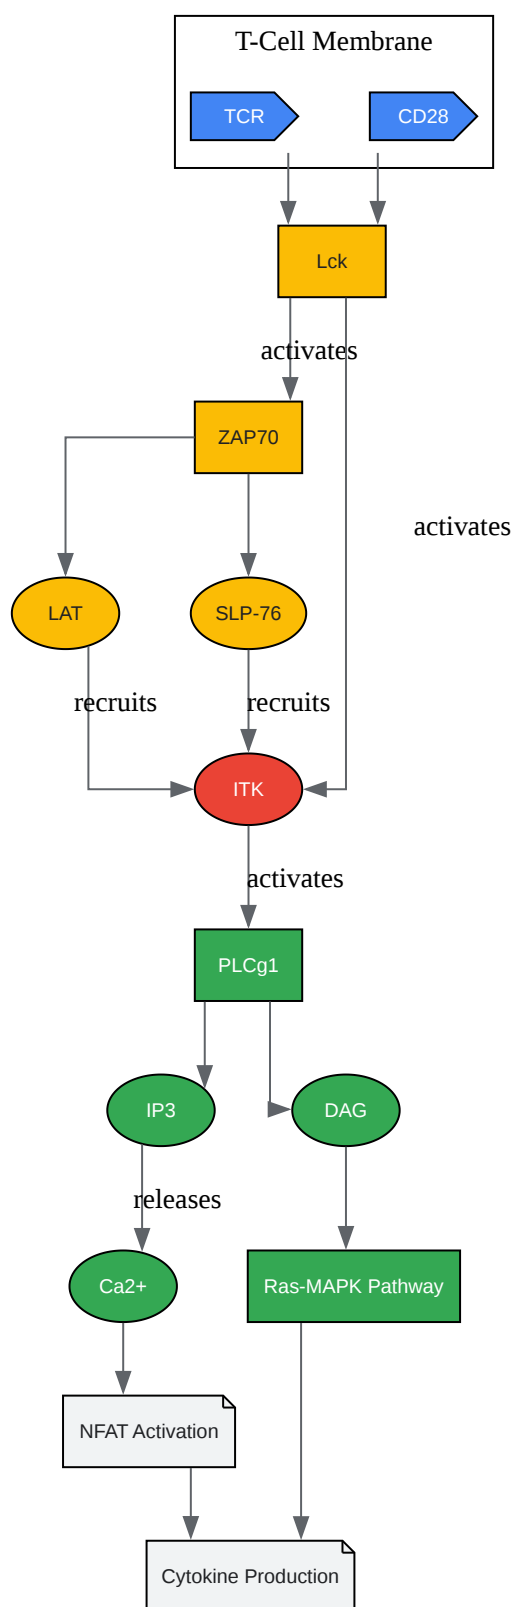 T-Cell Membrane
TCR
CD28
Lck
activates
ZAP70
activates
LAT
SLP-76
recruits
recruits
ITK
activates
PLCg1
IP3
DAG
releases
Ca2+
Ras-MAPK Pathway
NFAT Activation
Cytokine Production